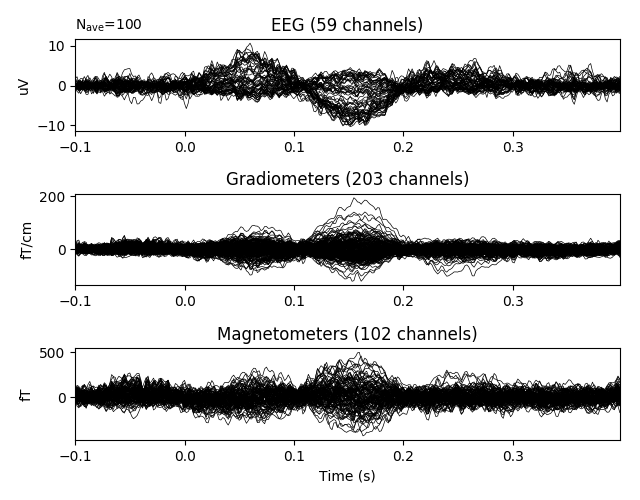 N_ave=100
EEG (59 channels)
10
0
−10
uV
−0.1 0.0 0.1 0.2 0.3
Gradiometers (203 channels)
200
0
fT/cm
−0.1 0.0 0.1 0.2 0.3
Magnetometers (102 channels)
500
0
fT
−0.1 0.0 0.1 0.2 0.3
Time (s)